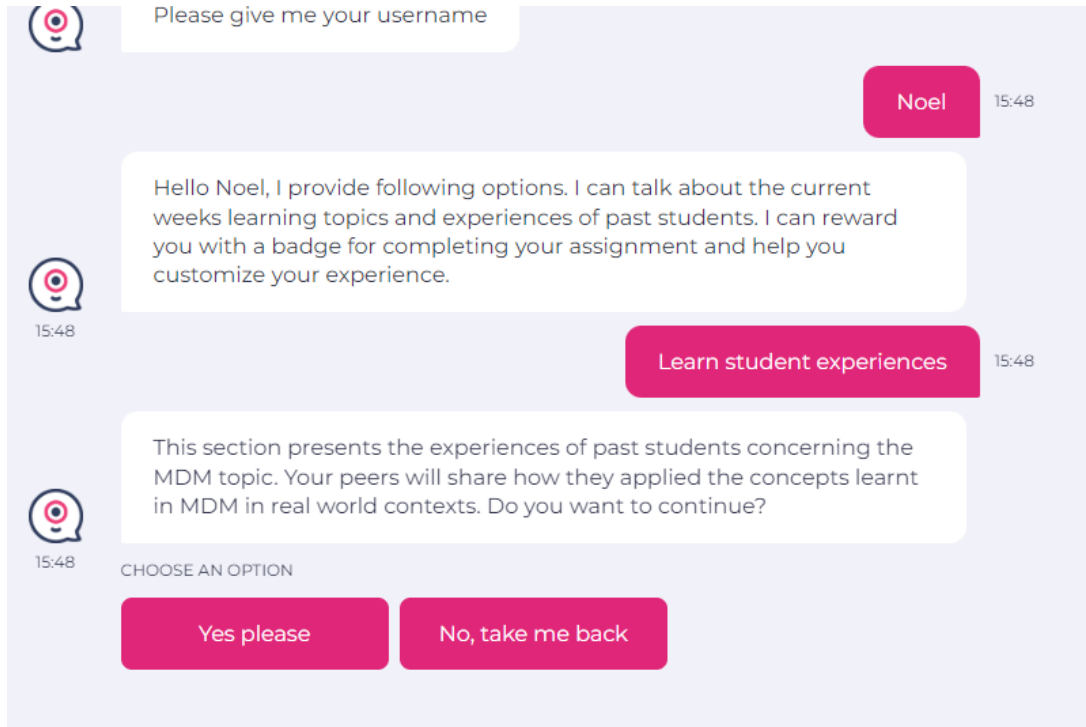 Please give me your username
Noel
15:48
Hello Noel, I provide following options. I can talk about the current
weeks learning topics and experiences of past students. I can reward
you with a badge for completing your assignment and help you
customize your experience.
15:48
Learn student experiences
15:48
This section presents the experiences of past students concerning the
MDM topic. Your peers will share how they applied the concepts learnt
in MDM in real world contexts. Do you want to continue?
15:48
CHOOSE AN OPTION
Yes please
No, take me back